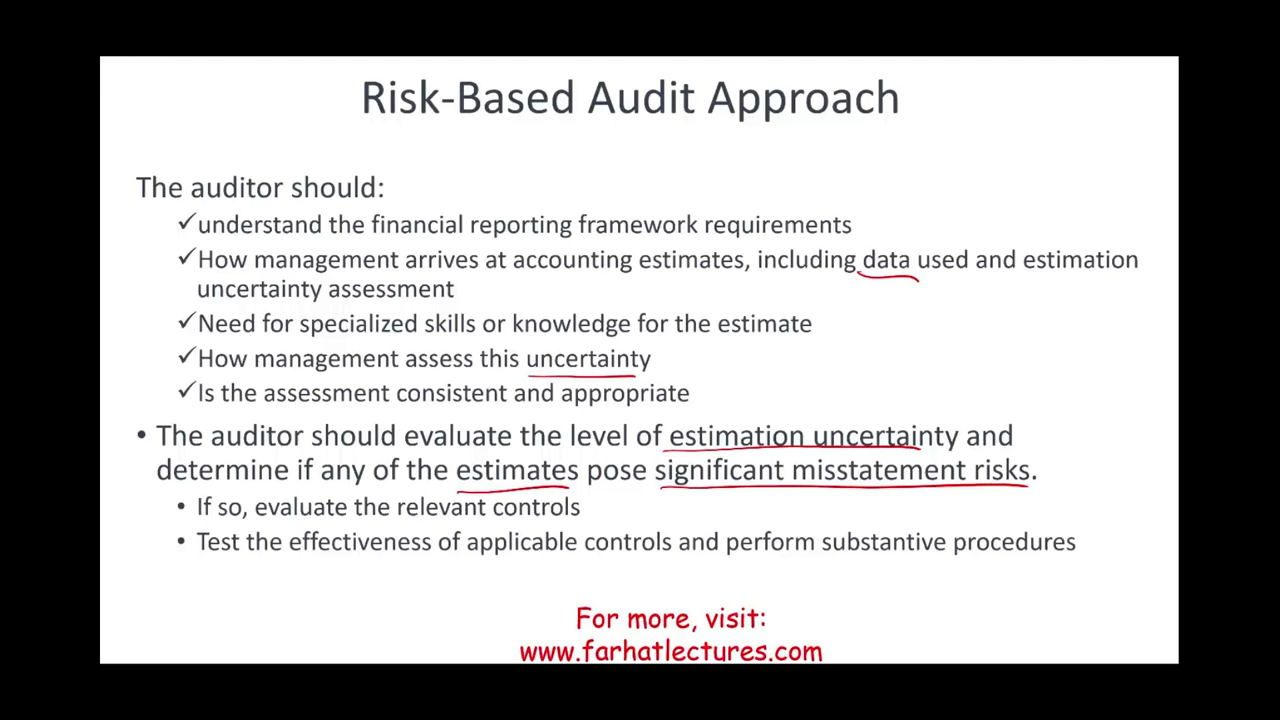 Risk-Based Audit Approach
The auditor should:
✓understand the financial reporting framework requirements
✓How management arrives at accounting estimates, including data used and estimation
uncertainty assessment
✓Need for specialized skills or knowledge for the estimate
✓How management assess this uncertainty
✓Is the assessment consistent and appropriate
• The auditor should evaluate the level of estimation uncertainty and
determine if any of the estimates pose significant misstatement risks.
• If so, evaluate the relevant controls
• Test the effectiveness of applicable controls and perform substantive procedures
For more, visit:
www.farhatlectures.com